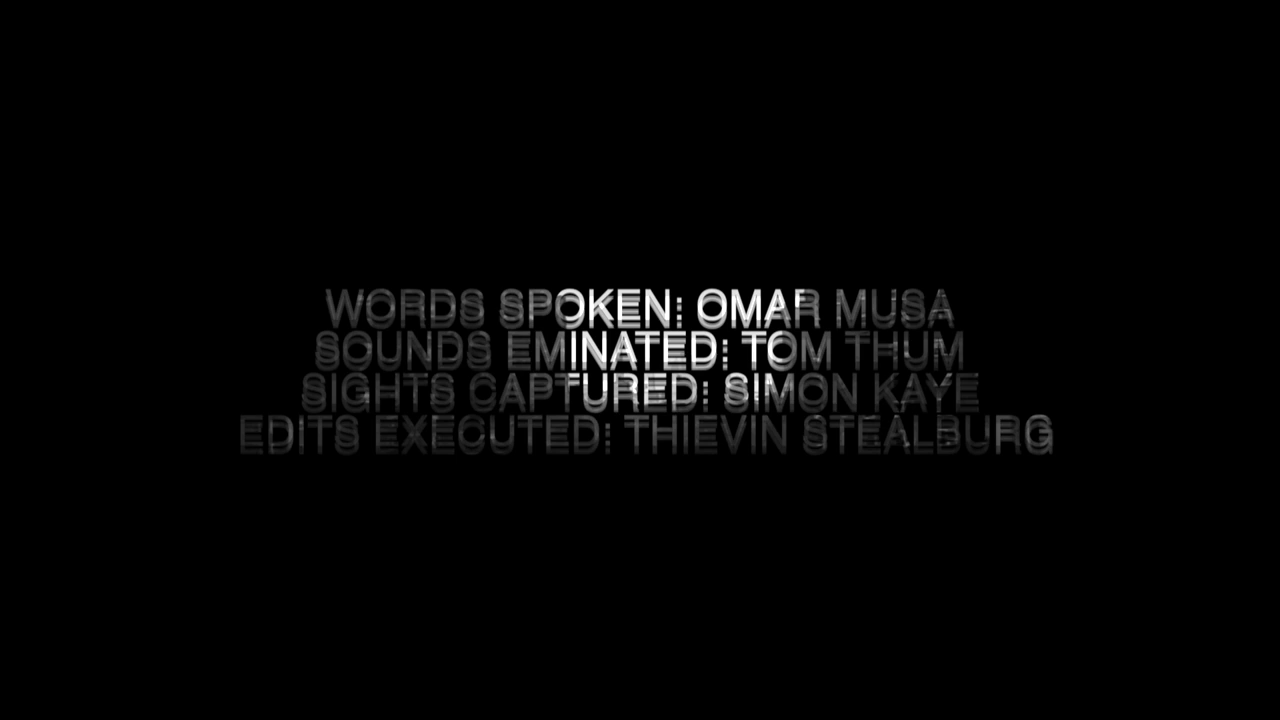 WORDS SPOKEN: OMAR MUSA
SOUNDS EMINATED: TOM THUM
SIGHTS CAPTURED: SIMON KAYE
EDITS EXECUTED: THIEVIN STEALBURG